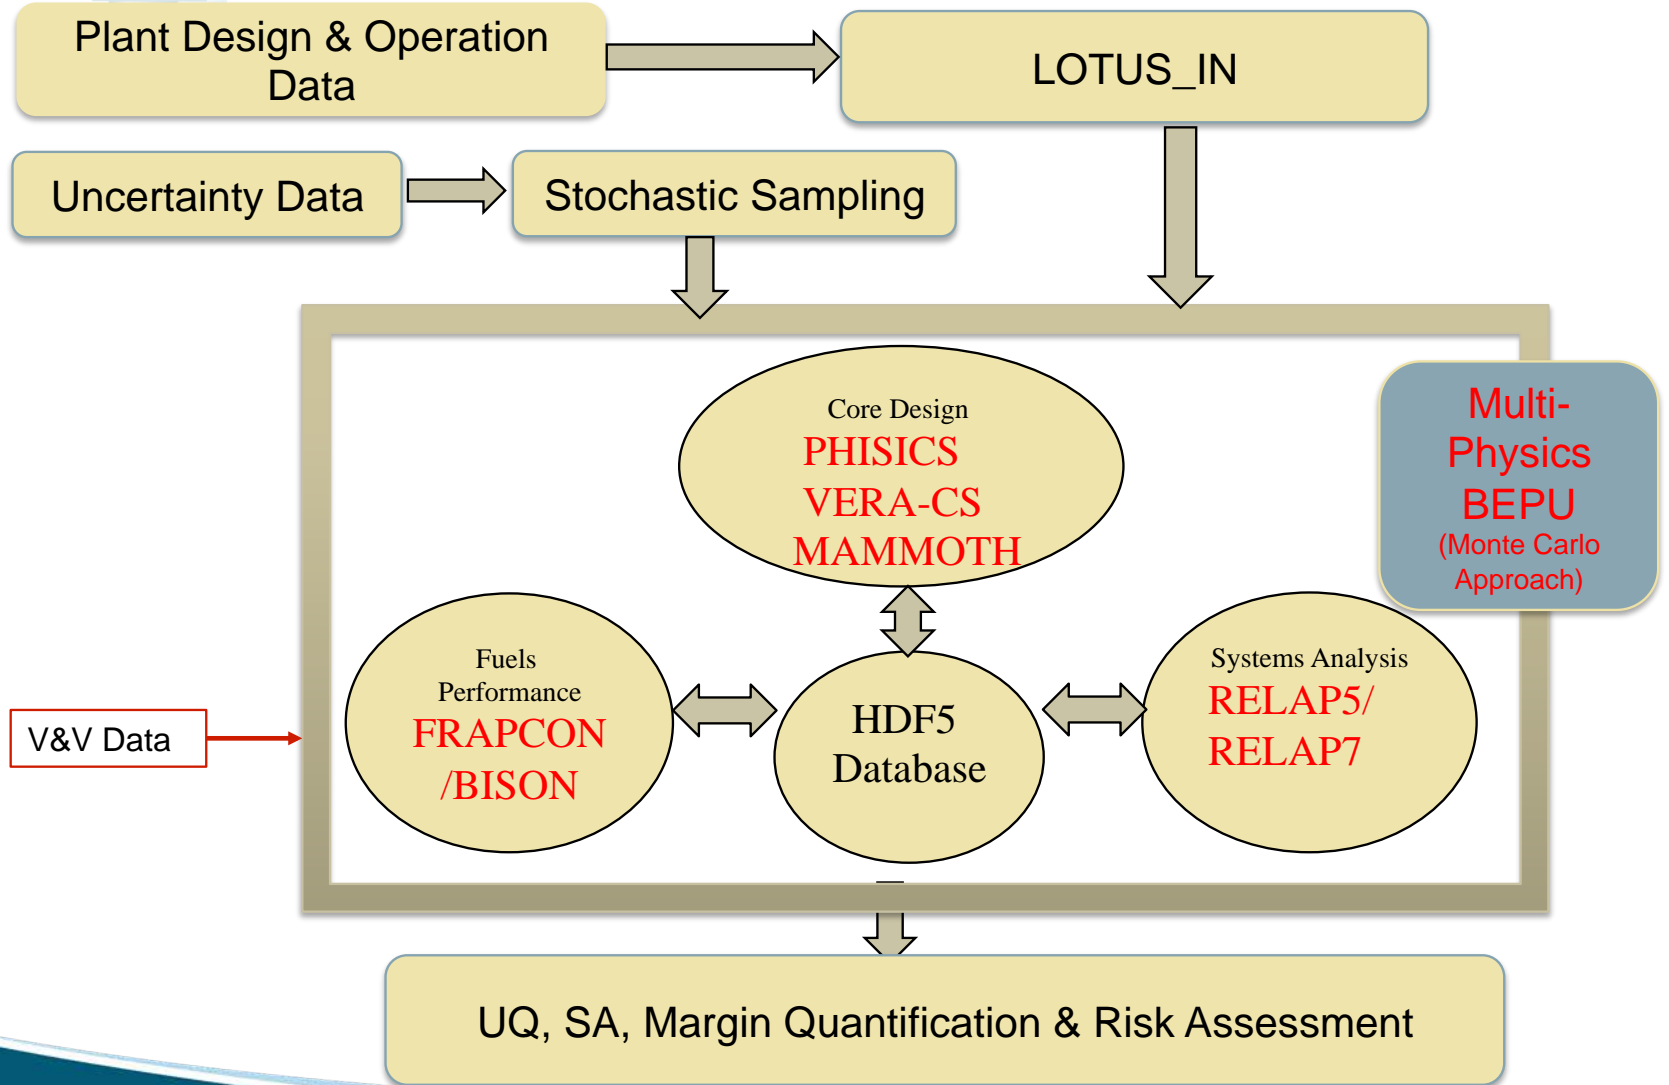 Plant Design & Operation
Data
LOTUS_IN
Uncertainty Data
Stochastic Sampling
Core Design
PHISICS
VERA-CS
MAMMOTH
Multi-
Physics
BEPU
(Monte Carlo
Approach)
Fuels
Performance
FRAPCON
/BISON
HDF5
Database
Systems Analysis
RELAP5/
RELAP7
V&V Data
UQ, SA, Margin Quantification & Risk Assessment